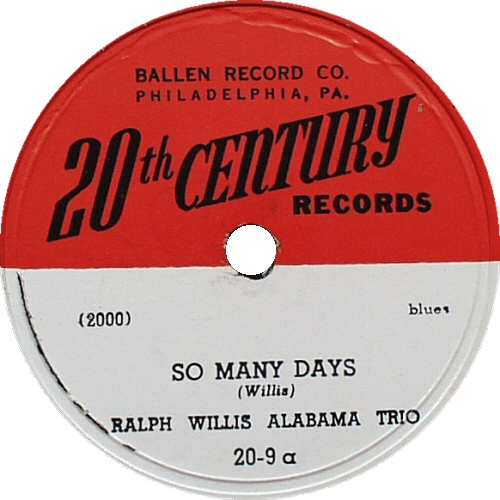 BALLEN RECORD CO.
PHILADELPHIA, PA.
20th CENTURY
RECORDS
(2000) blues
SO MANY DAYS
(Willis)
RALPH WILLIS ALABAMA TRIO
20-9 a